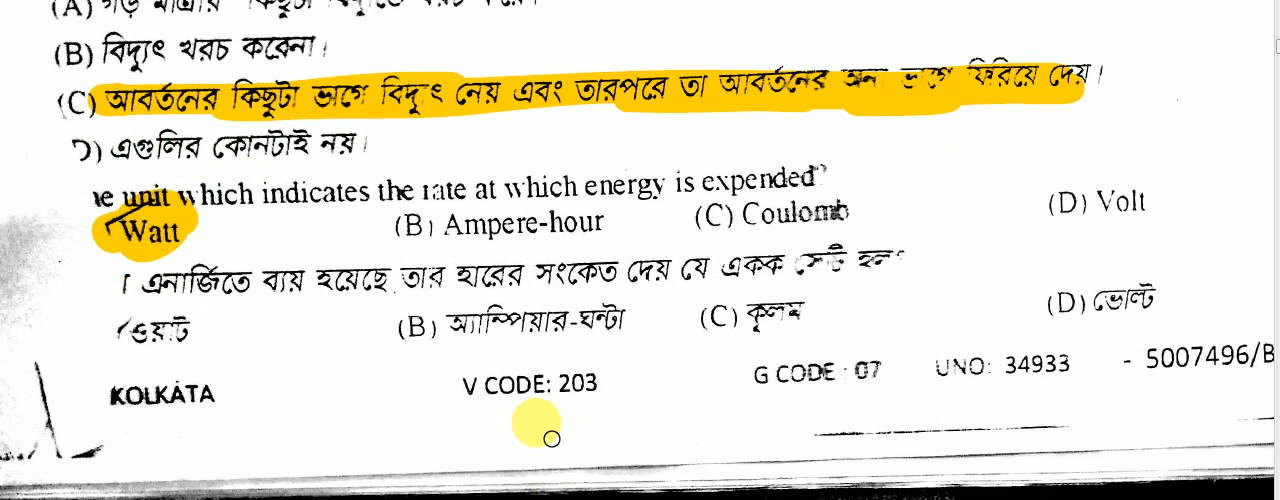 (A)
(B) বিদ্যুৎ খরচ করেনা।
(C) আবর্তনের কিছুটা ভাগে বিদ্যুৎ নেয় এবং তারপরে তা আবর্তনের অন্য ভাগে ফিরিয়ে দেয়।
D) এগুলির কোনটাই নয়।
unit which indicates the rate at which energy is expended?
Watt (B) Ampere-hour (C) Coulomb (D) Volt
এনার্জিতে ব্যয় হয়েছে তার হারের সংকেত দেয় যে একক সেটি হল
ওয়াট (B) অ্যাম্পিয়ার-ঘন্টা (C) কুলম্ব (D) ভোল্ট
KOLKATA V CODE: 203 G CODE : 07 UNO: 34933 - 5007496/B